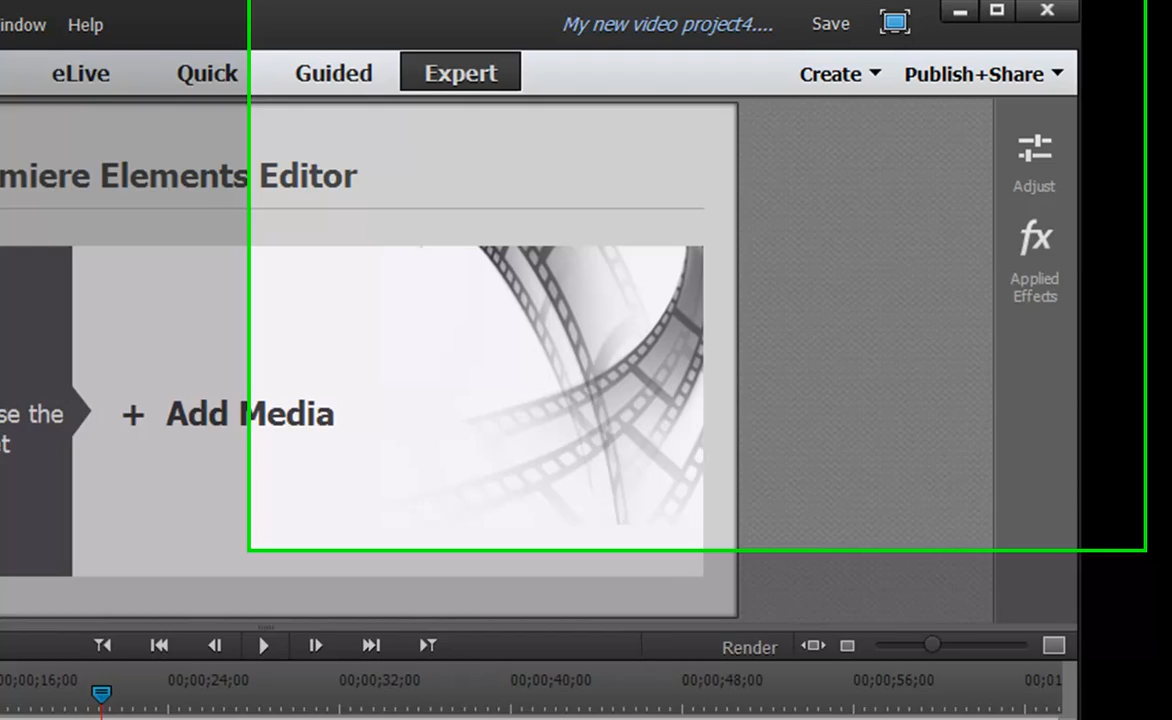 indow Help My new video project4.... Save
eLive Quick Guided Expert Create Publish+Share
miere Elements Editor
Adjust
fx
Applied
Effects
se the
t
+ Add Media
Render
00;00;16;00 00;00;24;00 00;00;32;00 00;00;40;00 00;00;48;00 00;00;56;00 00;01